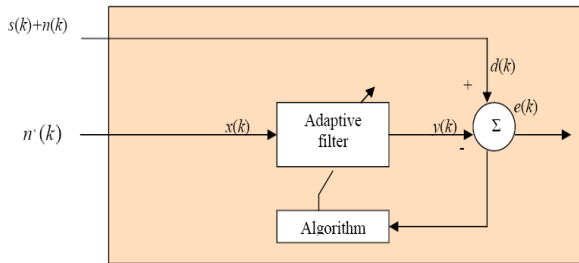 s(k)+n(k)
d(k)
+
e(k)
n'(k)
x(k)
Adaptive
filter
y(k)
Σ
-
Algorithm